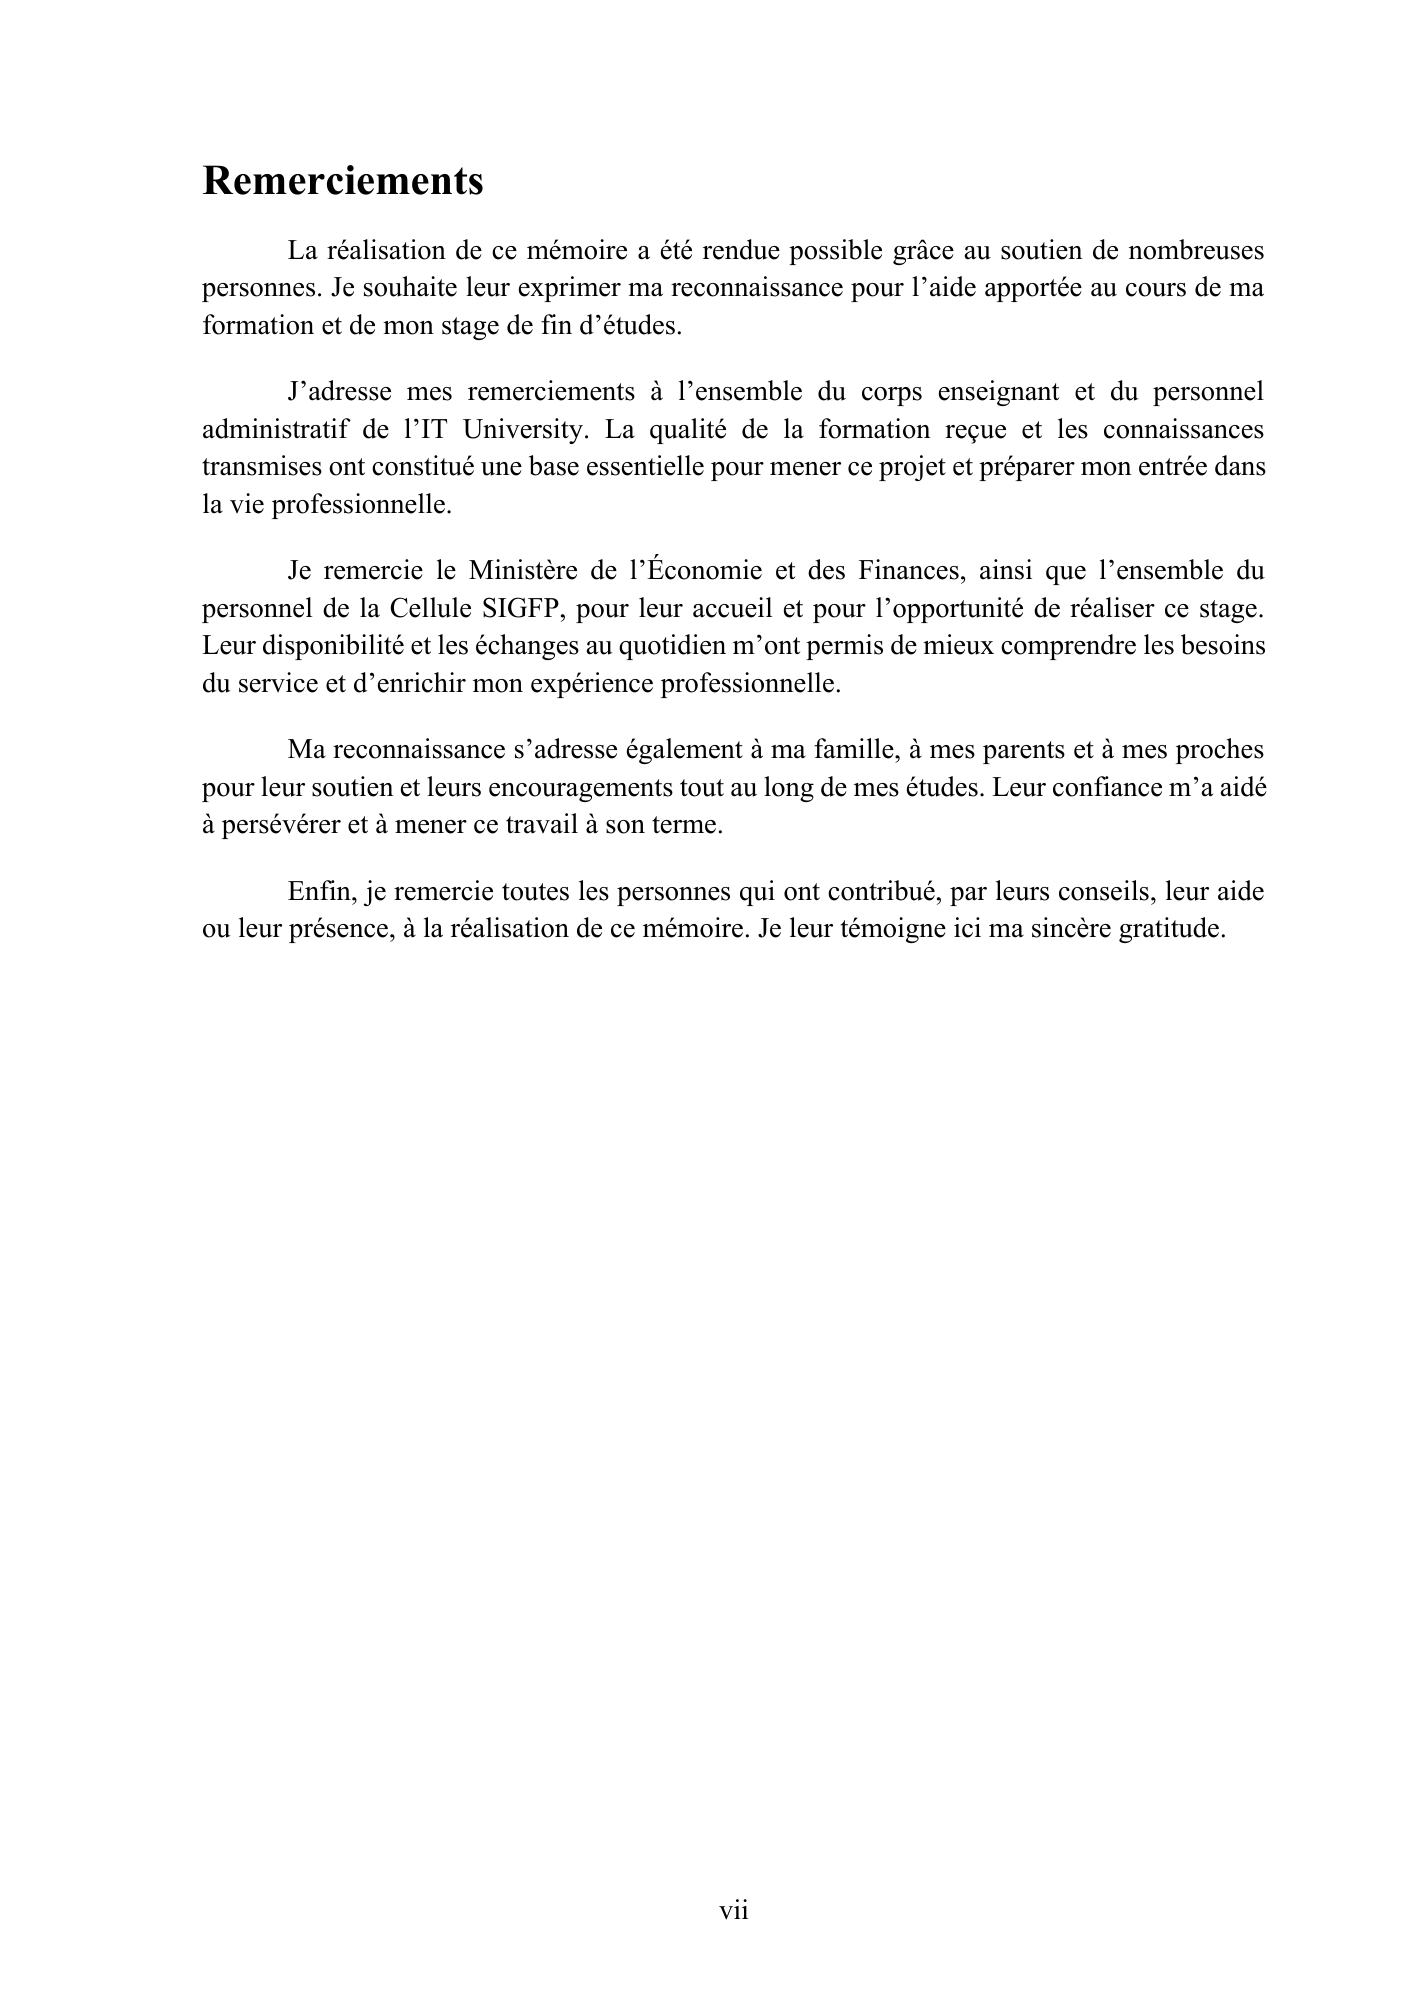 Remerciements
La réalisation de ce mémoire a été rendue possible grâce au soutien de nombreuses
personnes. Je souhaite leur exprimer ma reconnaissance pour l’aide apportée au cours de ma
formation et de mon stage de fin d’études.
J’adresse mes remerciements à l’ensemble du corps enseignant et du personnel
administratif de l’IT University. La qualité de la formation reçue et les connaissances
transmises ont constitué une base essentielle pour mener ce projet et préparer mon entrée dans
la vie professionnelle.
Je remercie le Ministère de l’Économie et des Finances, ainsi que l’ensemble du
personnel de la Cellule SIGFP, pour leur accueil et pour l’opportunité de réaliser ce stage.
Leur disponibilité et les échanges au quotidien m’ont permis de mieux comprendre les besoins
du service et d’enrichir mon expérience professionnelle.
Ma reconnaissance s’adresse également à ma famille, à mes parents et à mes proches
pour leur soutien et leurs encouragements tout au long de mes études. Leur confiance m’a aidé
à persévérer et à mener ce travail à son terme.
Enfin, je remercie toutes les personnes qui ont contribué, par leurs conseils, leur aide
ou leur présence, à la réalisation de ce mémoire. Je leur témoigne ici ma sincère gratitude.
vii